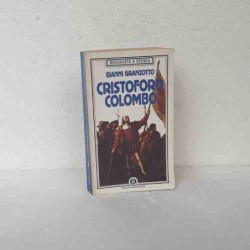 BIOGRAFIE E STORIA
GIANNI GRANZOTTO
CRISTOFORO
COLOMBO